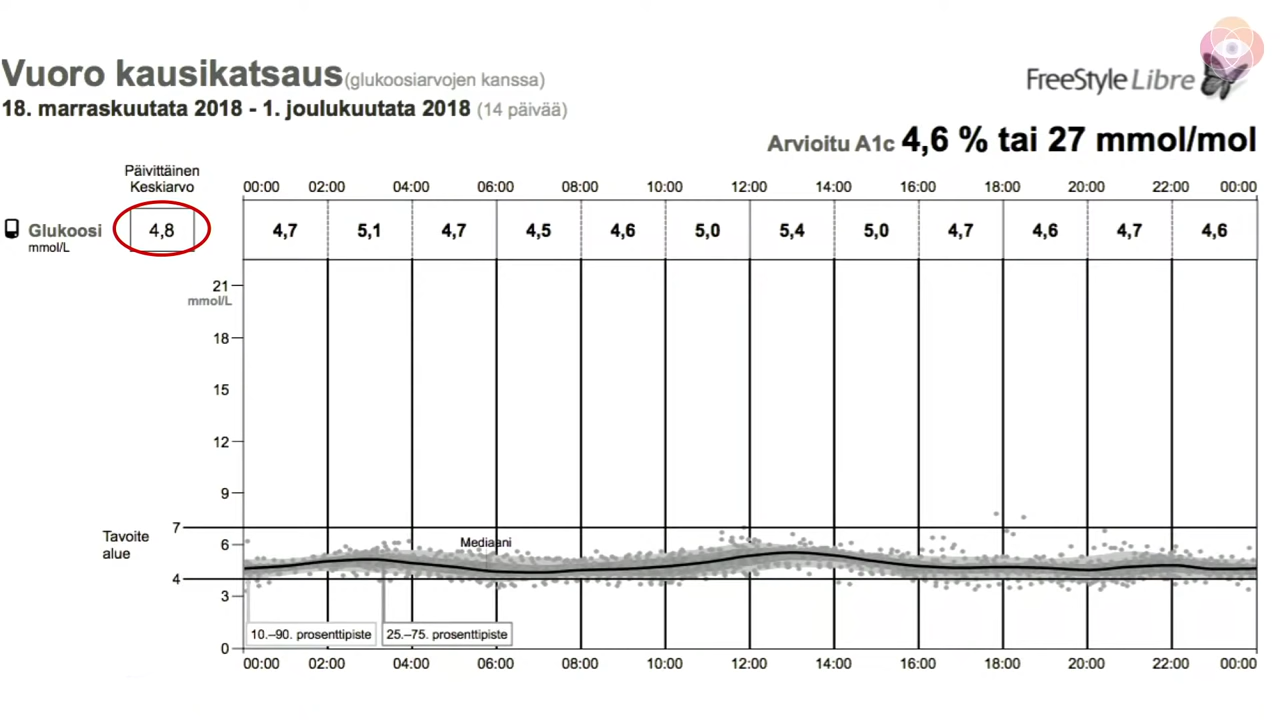 Vuoro kausikatsaus(glukoosiarvojen kanssa)
18. marraskuutata 2018 - 1. joulukuutata 2018 (14 päivää)
FreeStyle Libre
Arvioitu A1c 4,6 % tai 27 mmol/mol
Päivittäinen
Keskiarvo
00:00 02:00 04:00 06:00 08:00 10:00 12:00 14:00 16:00 18:00 20:00 22:00 00:00
Glukoosi
mmol/L
4,8 4,7 5,1 4,7 4,5 4,6 5,0 5,4 5,0 4,7 4,6 4,7 4,6
21
mmol/L
18
15
12
9
7
Tavoite
alue
6
Mediaani
4
3
10.–90. prosenttipiste 25.–75. prosenttipiste
0
00:00 02:00 04:00 06:00 08:00 10:00 12:00 14:00 16:00 18:00 20:00 22:00 00:00